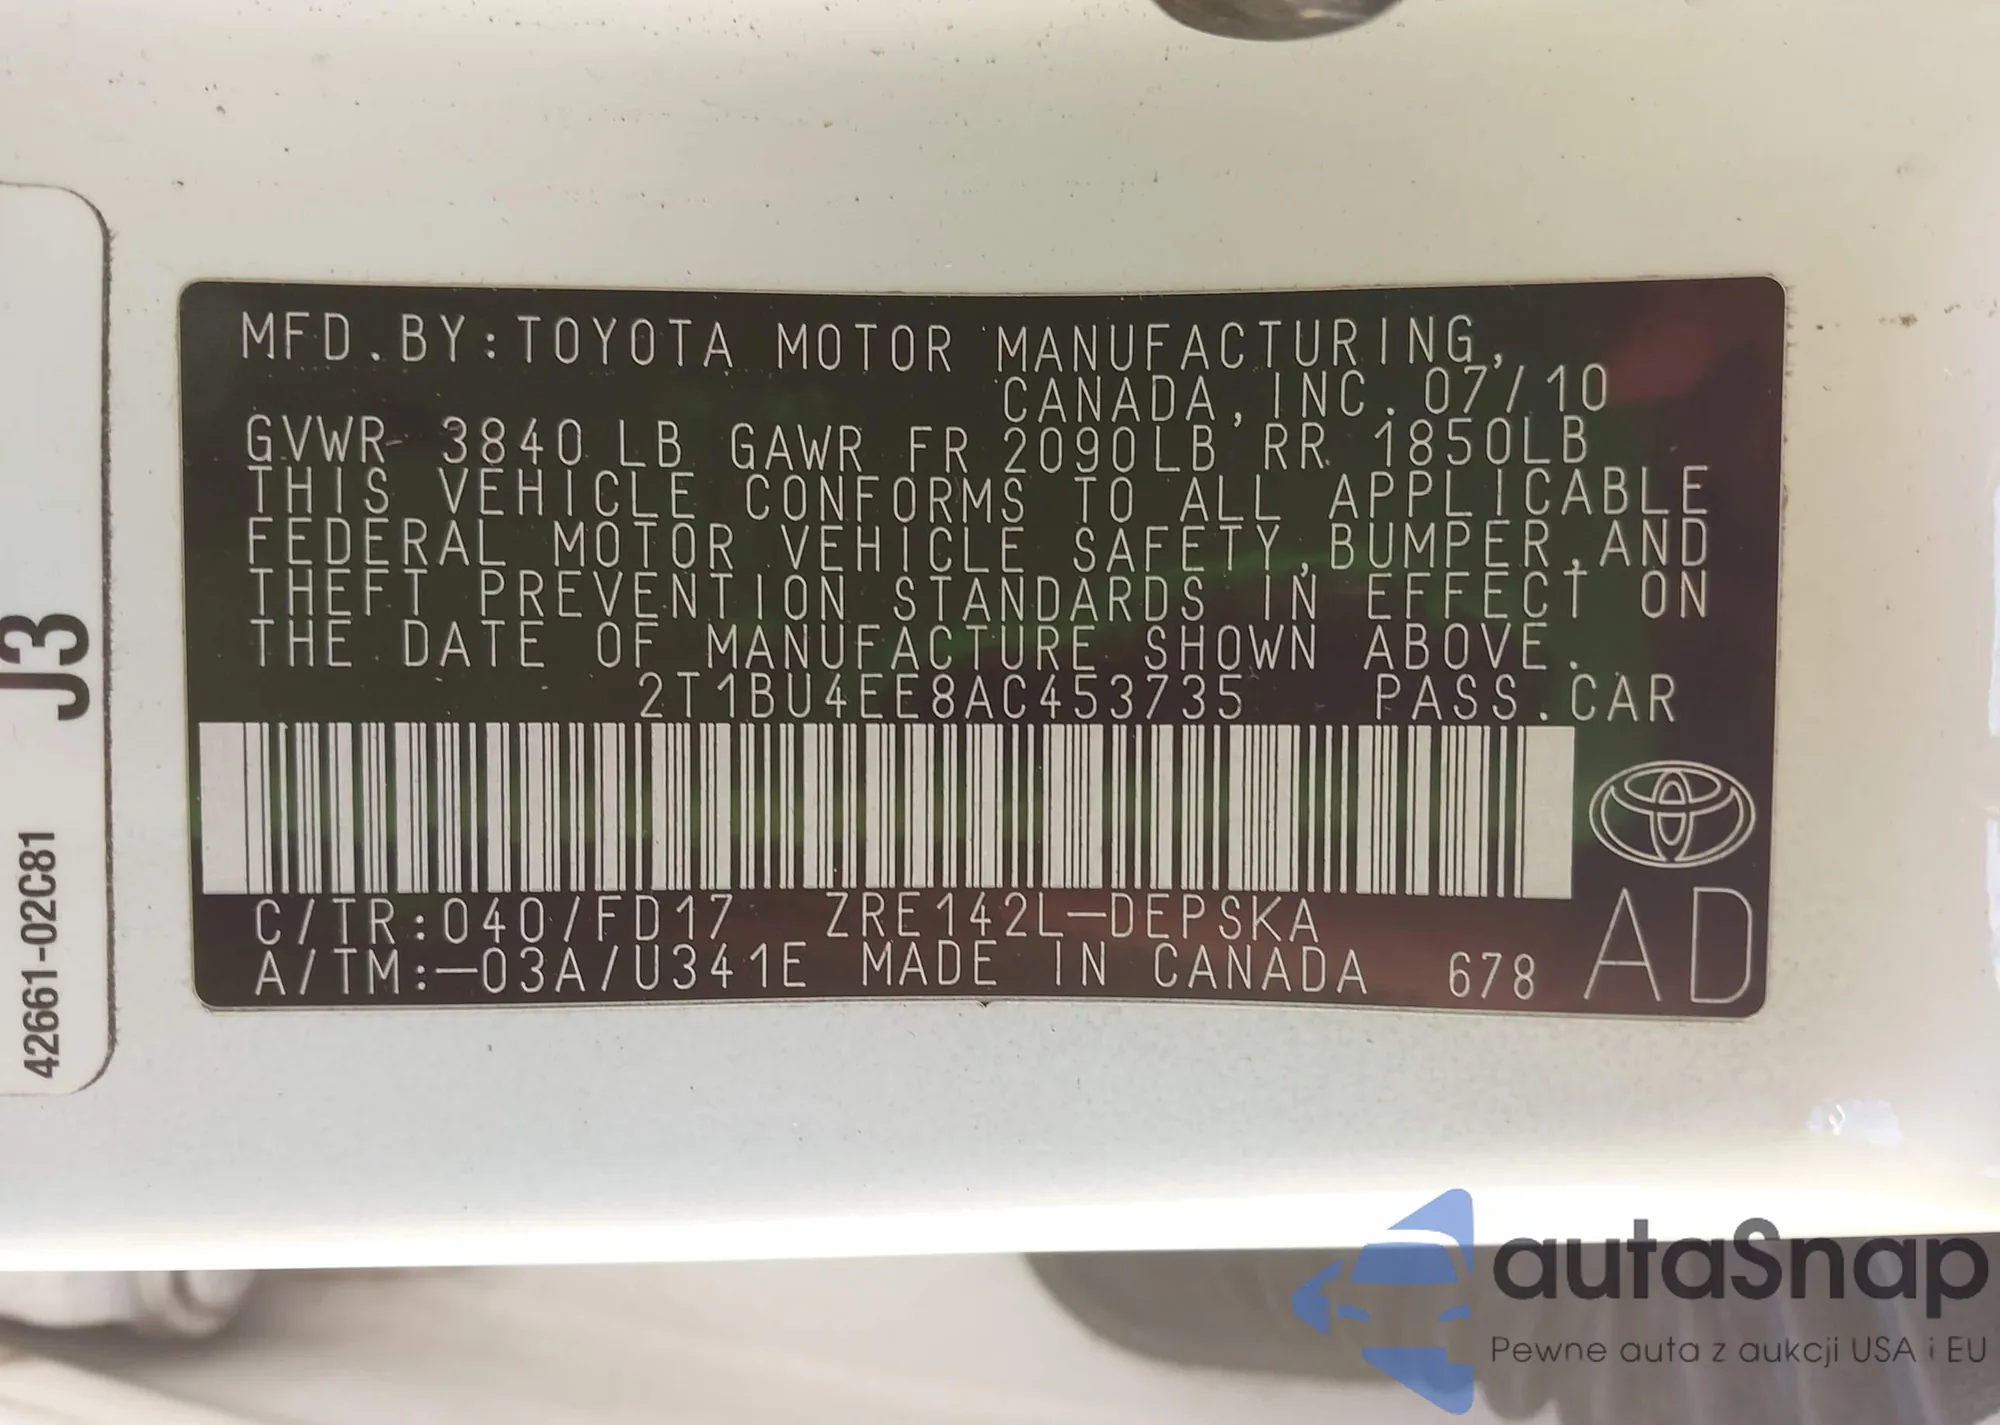 MFD.BY:TOYOTA MOTOR MANUFACTURING,
CANADA,INC.07/10
GVWR 3840 LB GAWR FR 2090LB RR 1850LB
THIS VEHICLE CONFORMS TO ALL APPLICABLE
FEDERAL MOTOR VEHICLE SAFETY,BUMPER,AND
THEFT PREVENTION STANDARDS IN EFFECT ON
THE DATE OF MANUFACTURE SHOWN ABOVE.
2T1BU4EE8AC453735 PASS.CAR
C/TR:040/FD17 ZRE142L-DEPSKA
A/TM:-03A/U341E MADE IN CANADA 678
AD
J3
42661-02C81
autaSnap
Pewne auta z aukcji USA i EU